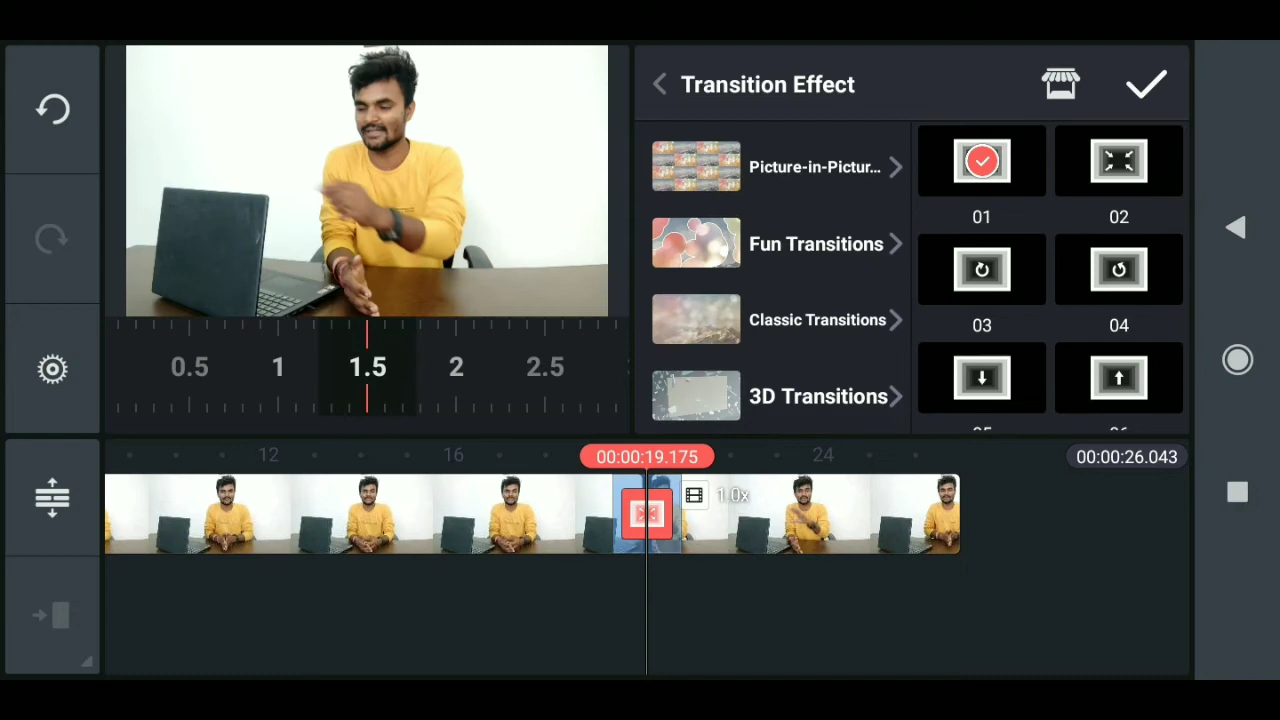 Transition Effect
Picture-in-Pictur...
Fun Transitions
Classic Transitions
3D Transitions
01
02
03
04
0.5 1 1.5 2 2.5
12 16 00:00:19.175 24 00:00:26.043
1.0x